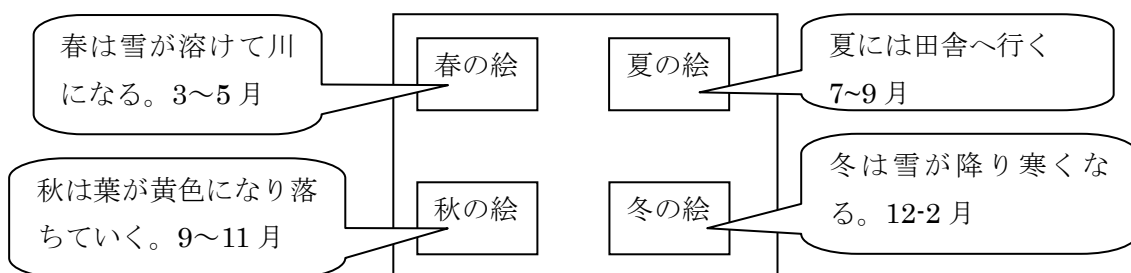 春は雪が溶けて川
になる。3～5 月
春の絵
夏の絵
夏には田舎へ行く
7~9 月
秋は葉が黄色になり落
ちていく。9～11 月
秋の絵
冬の絵
冬は雪が降り寒くな
る。12-2 月